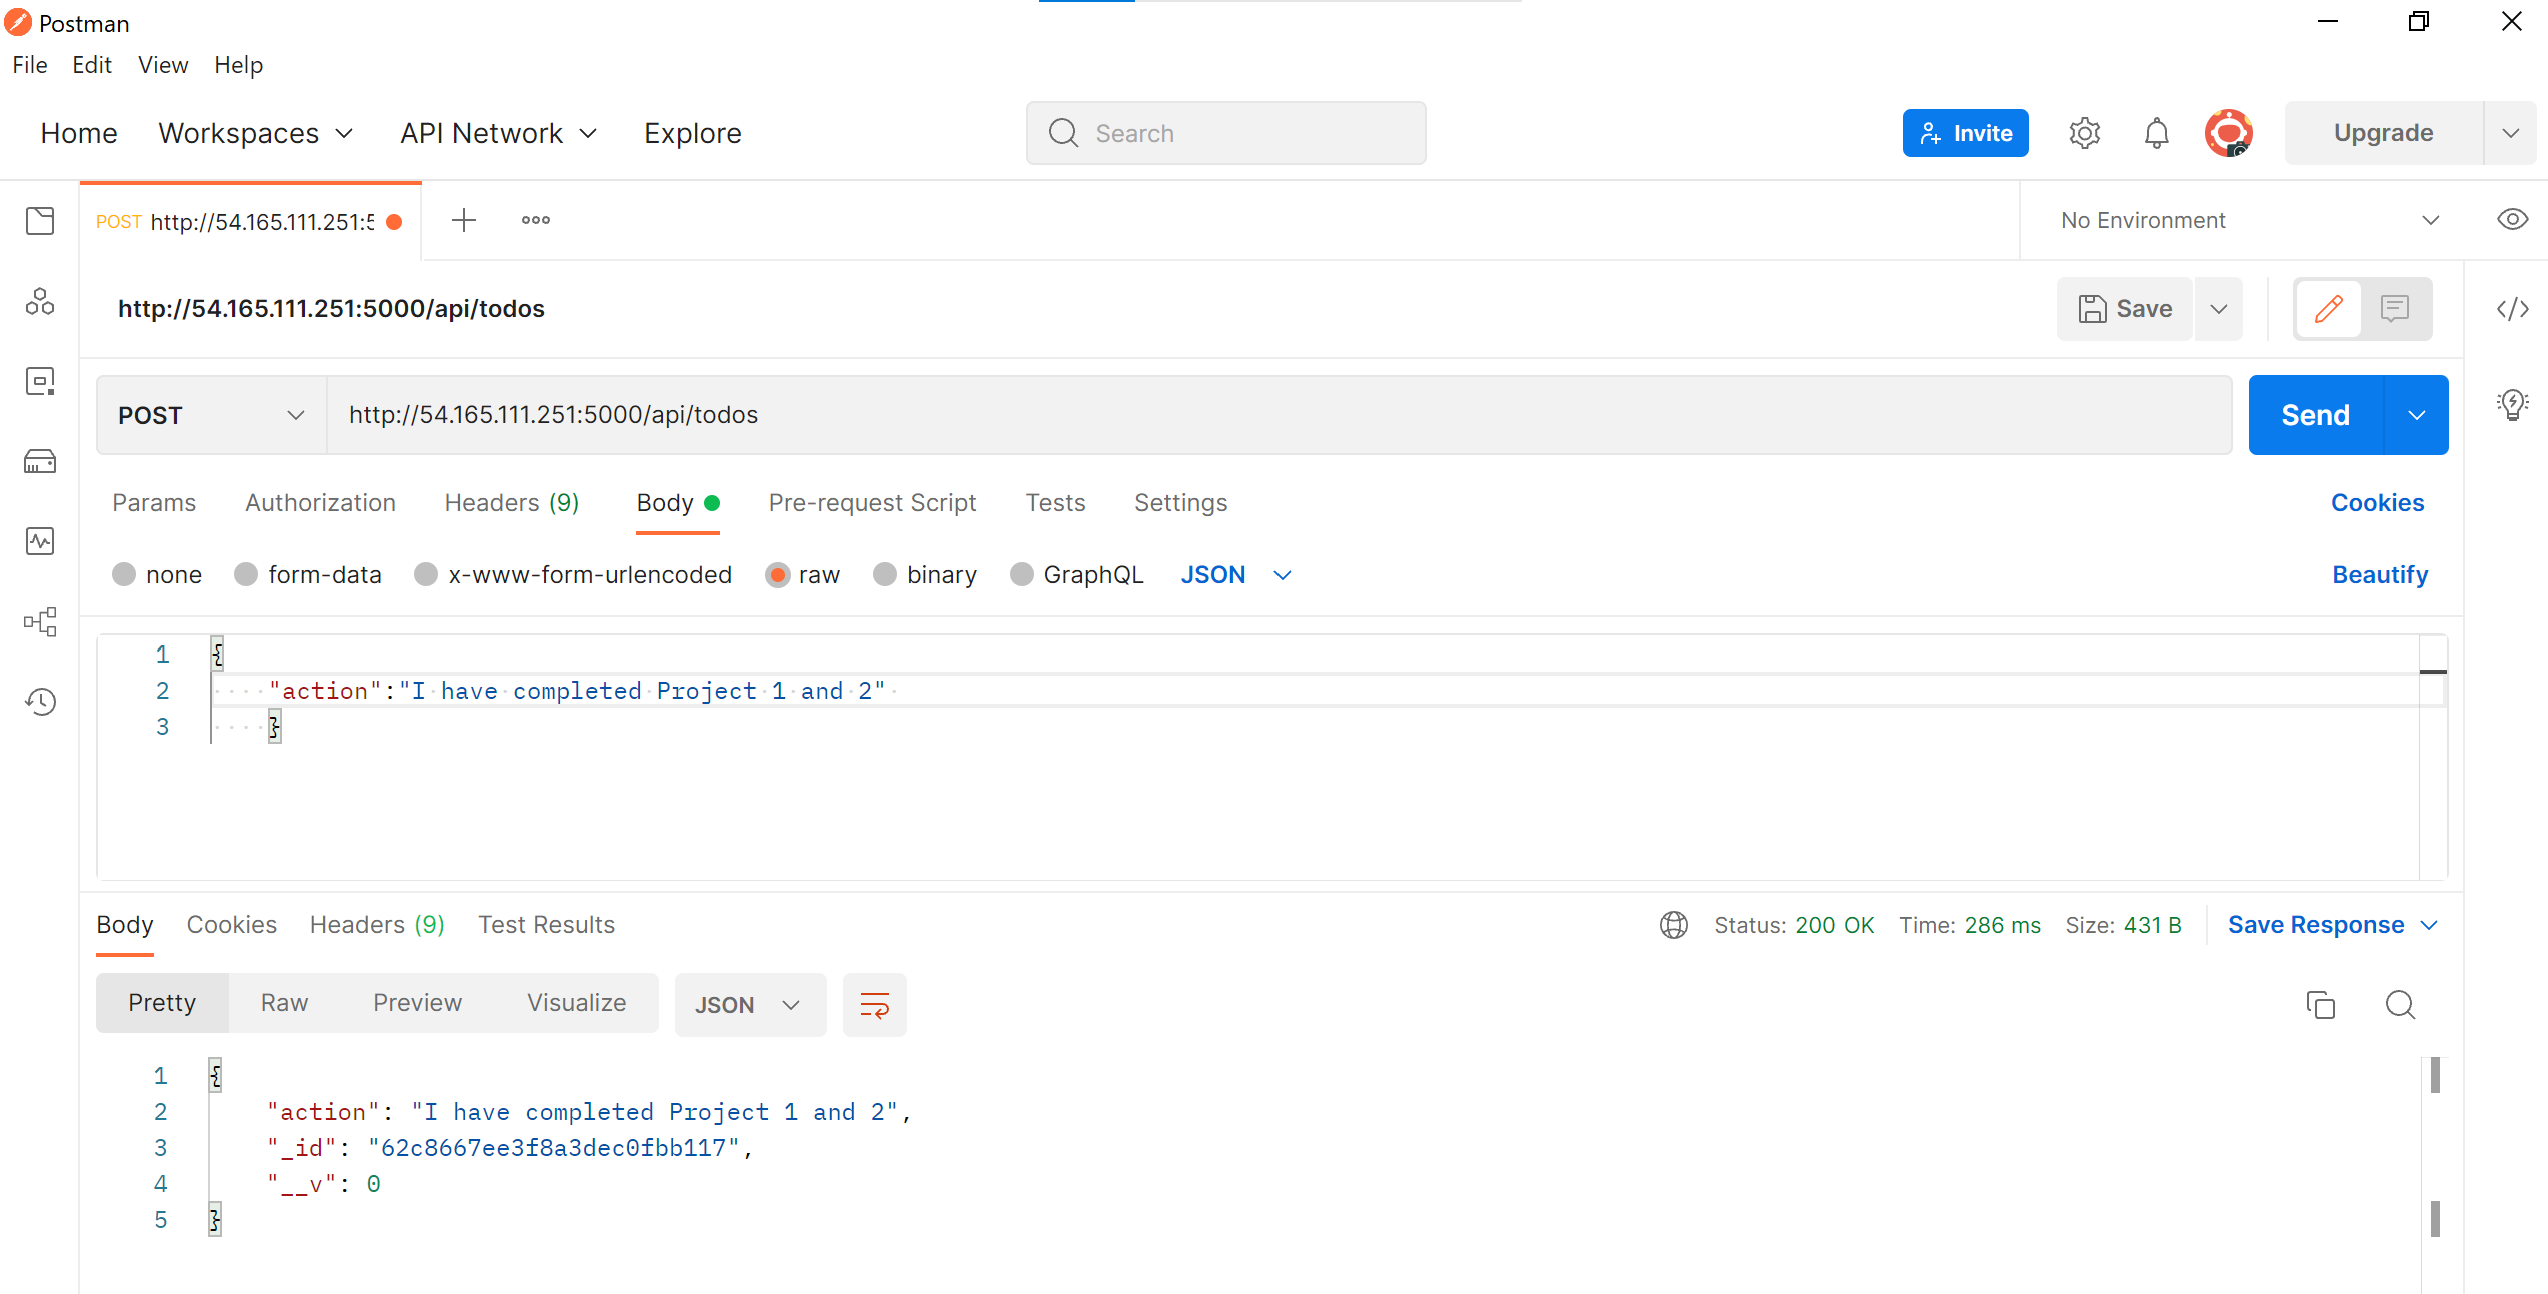 Postman
File Edit View Help
Home Workspaces API Network Explore Search Invite Upgrade
POST http://54.165.111.251:5 No Environment
http://54.165.111.251:5000/api/todos Save
POST http://54.165.111.251:5000/api/todos Send
Params Authorization Headers (9) Body Pre-request Script Tests Settings Cookies
none form-data x-www-form-urlencoded raw binary GraphQL JSON Beautify
1 {
2 "action":"I have completed Project 1 and 2"
3 }
Body Cookies Headers (9) Test Results Status: 200 OK Time: 286 ms Size: 431 B Save Response
Pretty Raw Preview Visualize JSON
1 {
2 "action": "I have completed Project 1 and 2",
3 "_id": "62c8667ee3f8a3dec0fbb117",
4 "__v": 0
5 }